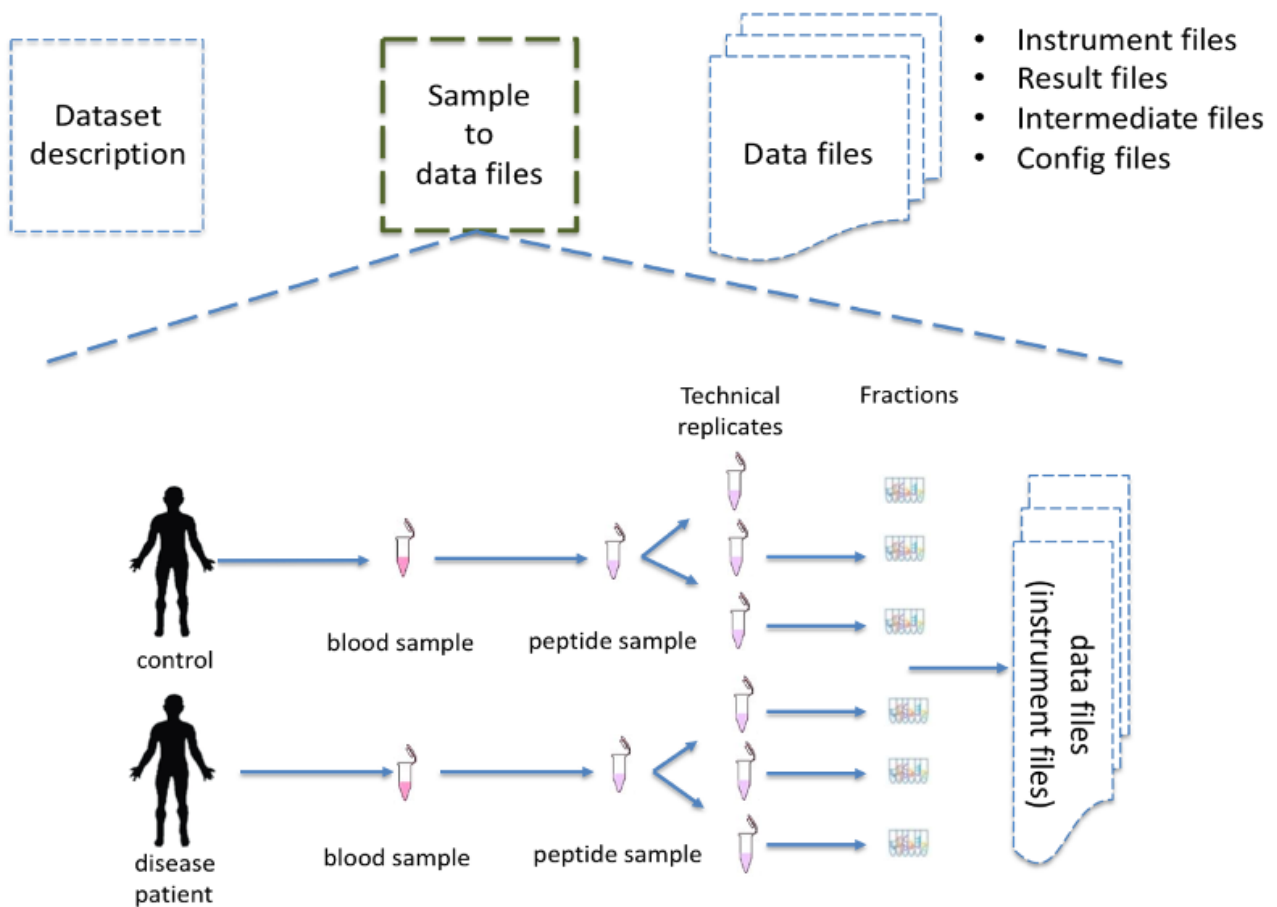 Dataset
description
Sample
to
data files
Data files
• Instrument files
• Result files
• Intermediate files
• Config files
Technical
replicates
Fractions
control
blood sample
peptide sample
data files
(instrument files)
disease
patient
blood sample
peptide sample